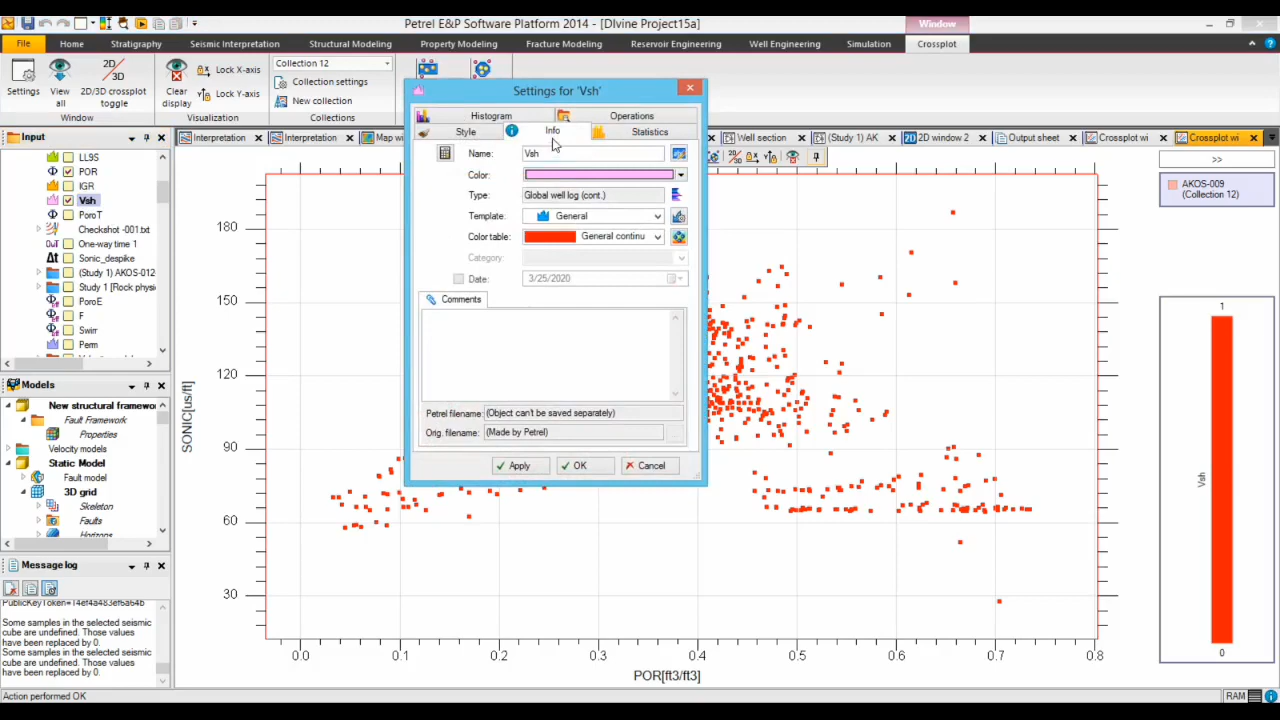 Petrel E&P Software Platform 2014 - [DIvine Project15a]
Window
File
Home
Stratigraphy
Seismic Interpretation
Structural Modeling
Property Modeling
Fracture Modeling
Reservoir Engineering
Well Engineering
Simulation
Crossplot
Settings
View all
2D/3D crossplot toggle
Window
Clear display
Lock X-axis
Lock Y-axis
Visualization
Collection 12
Collection settings
New collection
Collections
Input
Interpretation
Interpretation
Map wi
Well section
(Study 1) AK
2D window 2
Output sheet
Crossplot wi
Crossplot wi
LL9S
POR
IGR
Vsh
PoroT
Checkshot -001.txt
One-way time 1
Sonic_despike
(Study 1) AKOS-012
Study 1 [Rock physi
PoroE
F
Swirr
Perm
Models
New structural framewor
Fault Framework
Properties
Velocity models
Static Model
Fault model
3D grid
Skeleton
Faults
Horizons
Message log
PublicKeyToken=14ef4a483ef6a64b
Some samples in the selected seismic
cube are undefined. Those values
have been replaced by 0.
Some samples in the selected seismic
cube are undefined. Those values
have been replaced by 0.
Action performed OK
Settings for 'Vsh'
Histogram
Operations
Style
Info
Statistics
Name:
Vsh
Color:
Type:
Global well log (cont.)
Template:
General
Color table:
General continu
Category:
Date:
3/25/2020
Comments
Petrel filename:
(Object can't be saved separately)
Orig. filename:
(Made by Petrel)
Apply
OK
Cancel
SONIC[us/ft]
180
150
120
90
60
30
0.0
0.1
0.2
0.3
0.4
0.5
0.6
0.7
0.8
POR[ft3/ft3]
>>
AKOS-009
(Collection 12)
1
Vsh
0
RAM